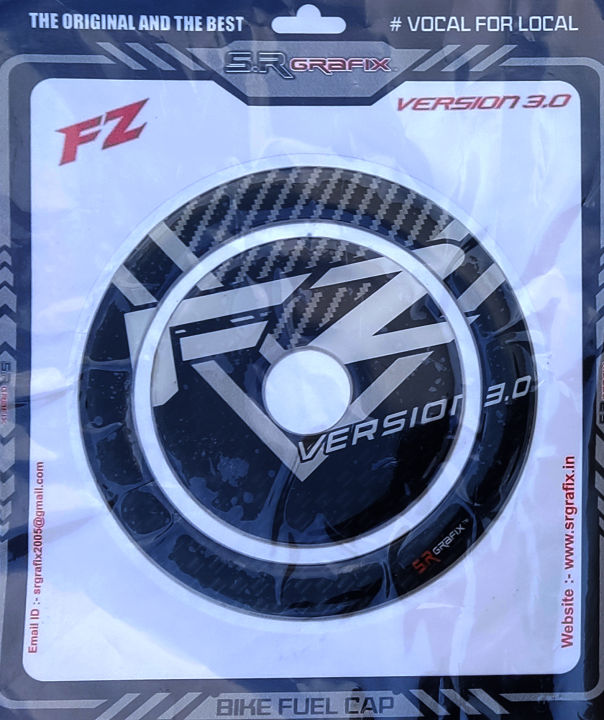 THE ORIGINAL AND THE BEST
# VOCAL FOR LOCAL
S.R GRAFIX
FZ
VERSION 3.0
FZ
VERSION 3.0
S.R GRAFIX™
Email ID :- srgrafix2005@gmail.com
Website :- www.srgrafix.in
BIKE FUEL CAP